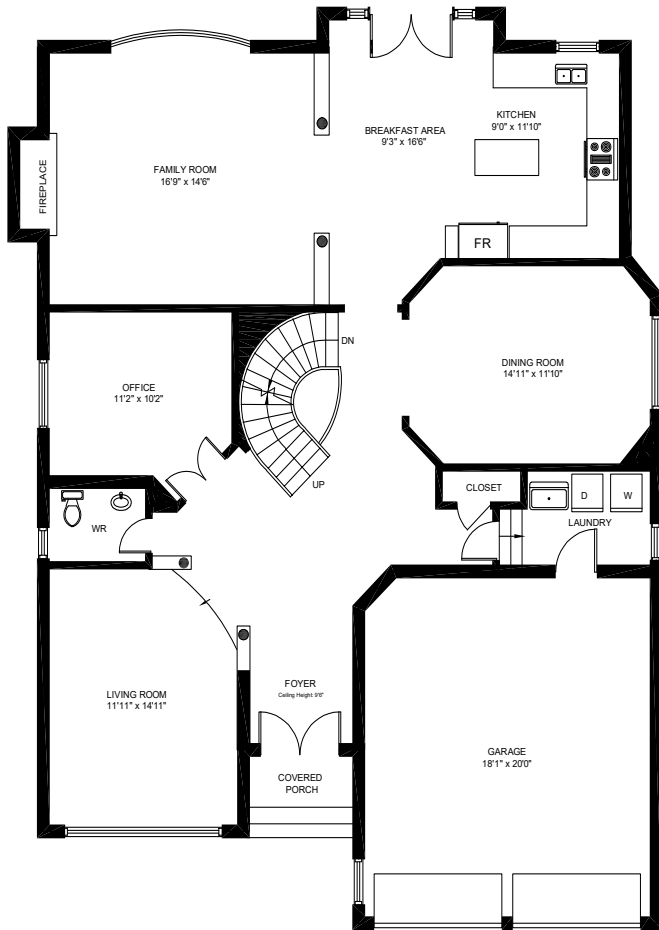 KITCHEN
9'0" x 11'10"
BREAKFAST AREA
9'3" x 16'6"
FAMILY ROOM
16'9" x 14'6"
FIREPLACE
FR
DN
DINING ROOM
14'11" x 11'10"
OFFICE
11'2" x 10'2"
UP
CLOSET
D
W
LAUNDRY
WR
LIVING ROOM
11'11" x 14'11"
FOYER
Ceiling Height: 9'6"
GARAGE
18'1" x 20'0"
COVERED
PORCH